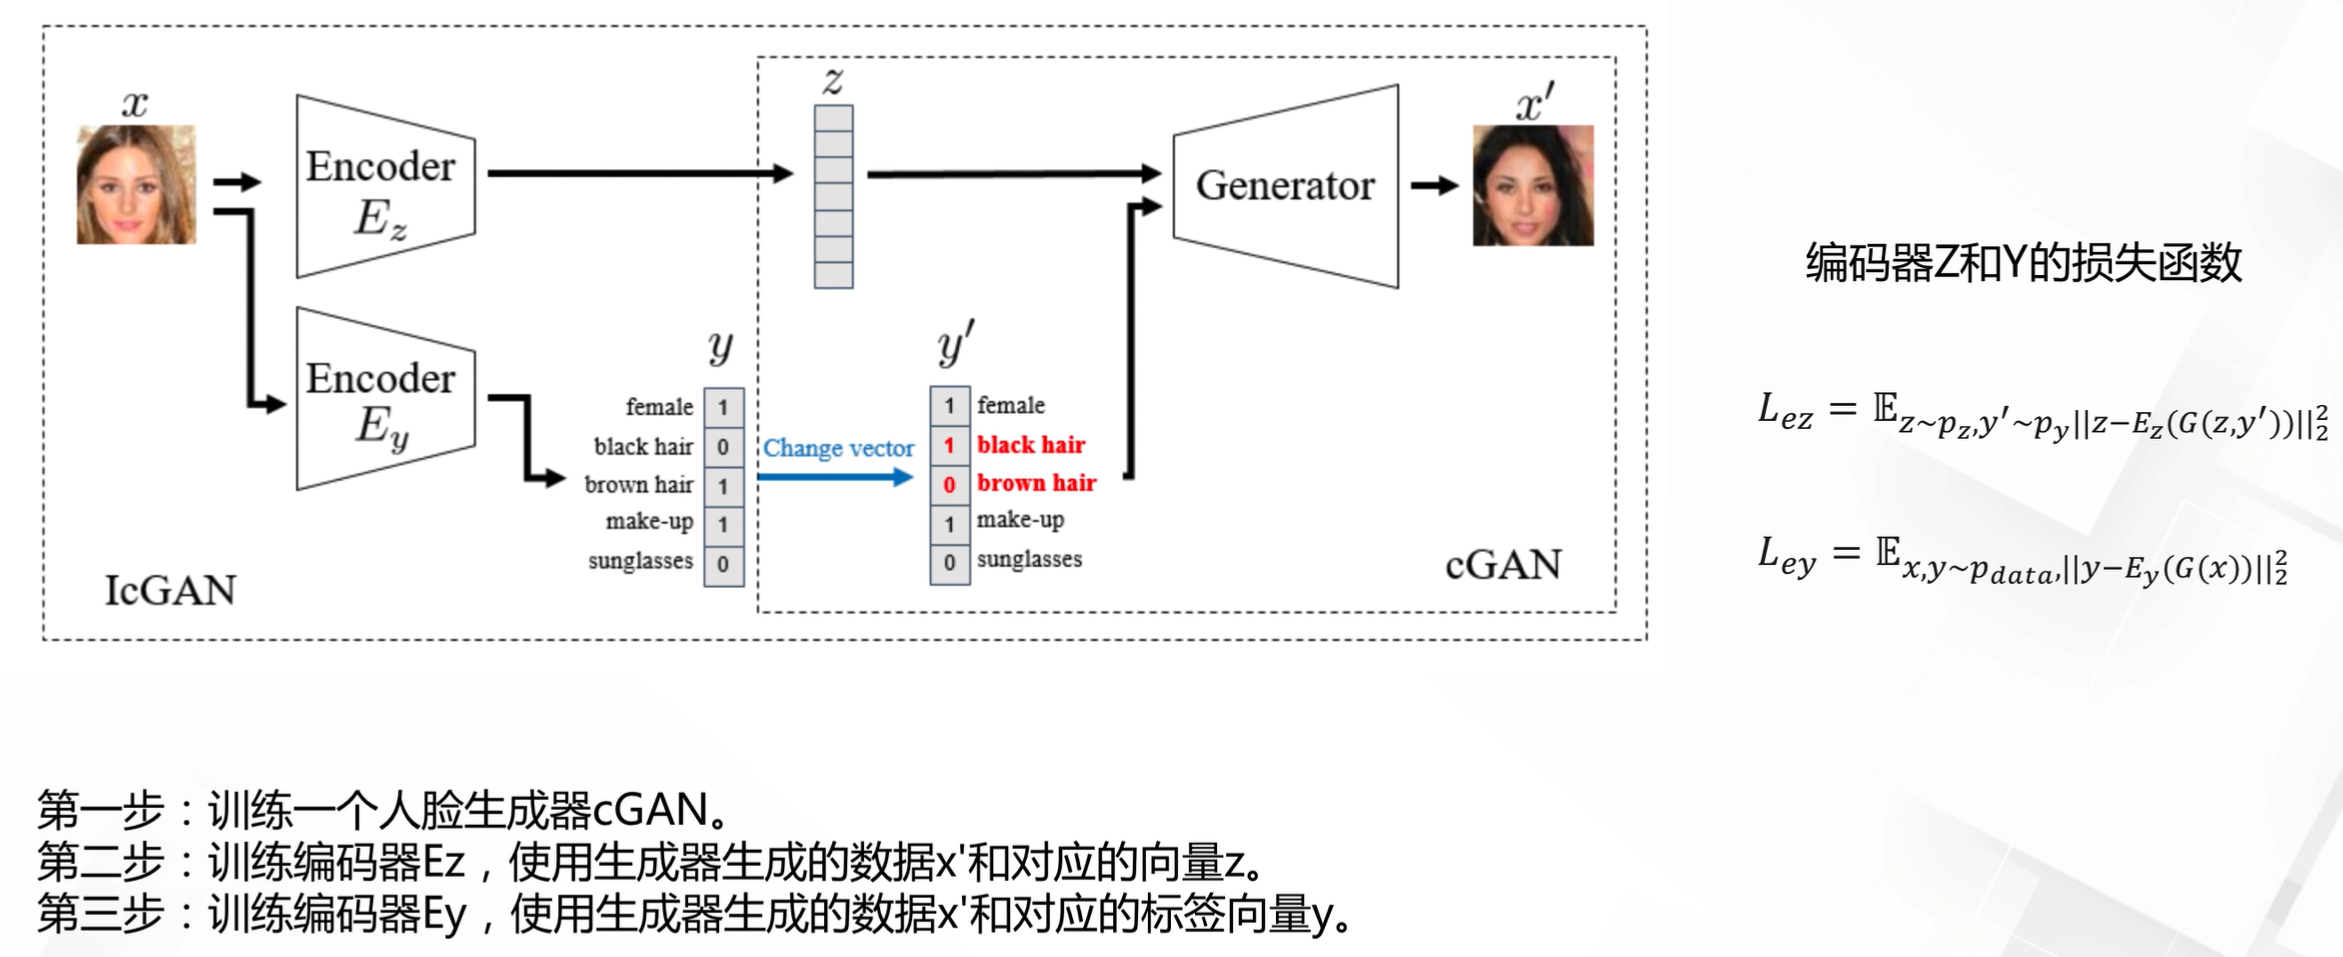 x
Encoder
E_z
z
Generator
x′
Encoder
E_y
y
female 1
black hair 0
brown hair 1
make-up 1
sunglasses 0
Change vector
y′
1 female
1 black hair
0 brown hair
1 make-up
0 sunglasses
IcGAN
cGAN
编码器Z和Y的损失函数
L_{ez} = 𝔼_{z~p_z,y′~p_y||z−E_z(G(z,y′))||_2^2}
L_{ey} = 𝔼_{x,y~p_{data},||y−E_y(G(x))||_2^2}
第一步：训练一个人脸生成器cGAN。
第二步：训练编码器Ez，使用生成器生成的数据x'和对应的向量z。
第三步：训练编码器Ey，使用生成器生成的数据x'和对应的标签向量y。